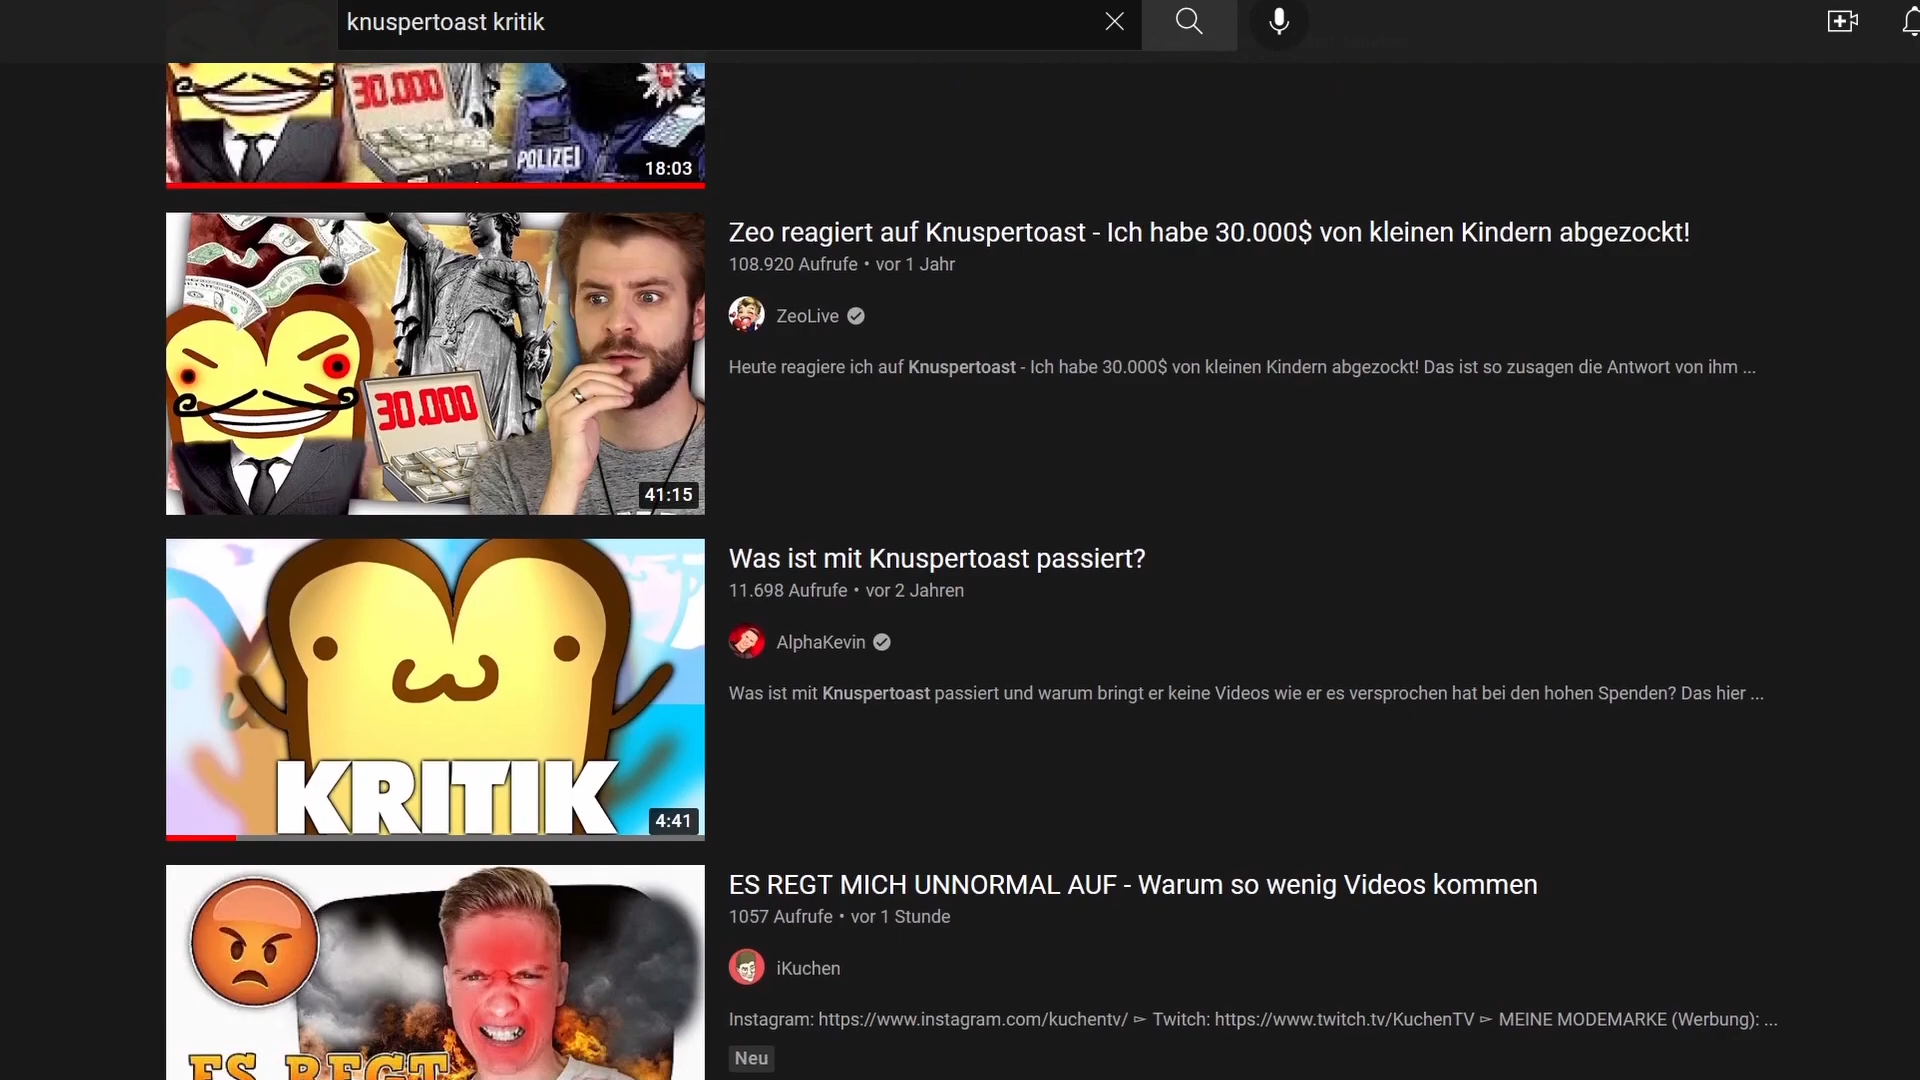 knuspertoast kritik
30.000
POLIZEI
18:03
Zeo reagiert auf Knuspertoast - Ich habe 30.000$ von kleinen Kindern abgezockt!
108.920 Aufrufe • vor 1 Jahr
ZeoLive
Heute reagiere ich auf Knuspertoast - Ich habe 30.000$ von kleinen Kindern abgezockt! Das ist so zusagen die Antwort von ihm ...
30.000
41:15
Was ist mit Knuspertoast passiert?
11.698 Aufrufe • vor 2 Jahren
AlphaKevin
Was ist mit Knuspertoast passiert und warum bringt er keine Videos wie er es versprochen hat bei den hohen Spenden? Das hier ...
KRITIK
4:41
ES REGT MICH UNNORMAL AUF - Warum so wenig Videos kommen
1057 Aufrufe • vor 1 Stunde
iKuchen
Instagram: https://www.instagram.com/kuchentv/ ➣ Twitch: https://www.twitch.tv/KuchenTV ➣ MEINE MODEMARKE (Werbung): ...
Neu
ES REGT